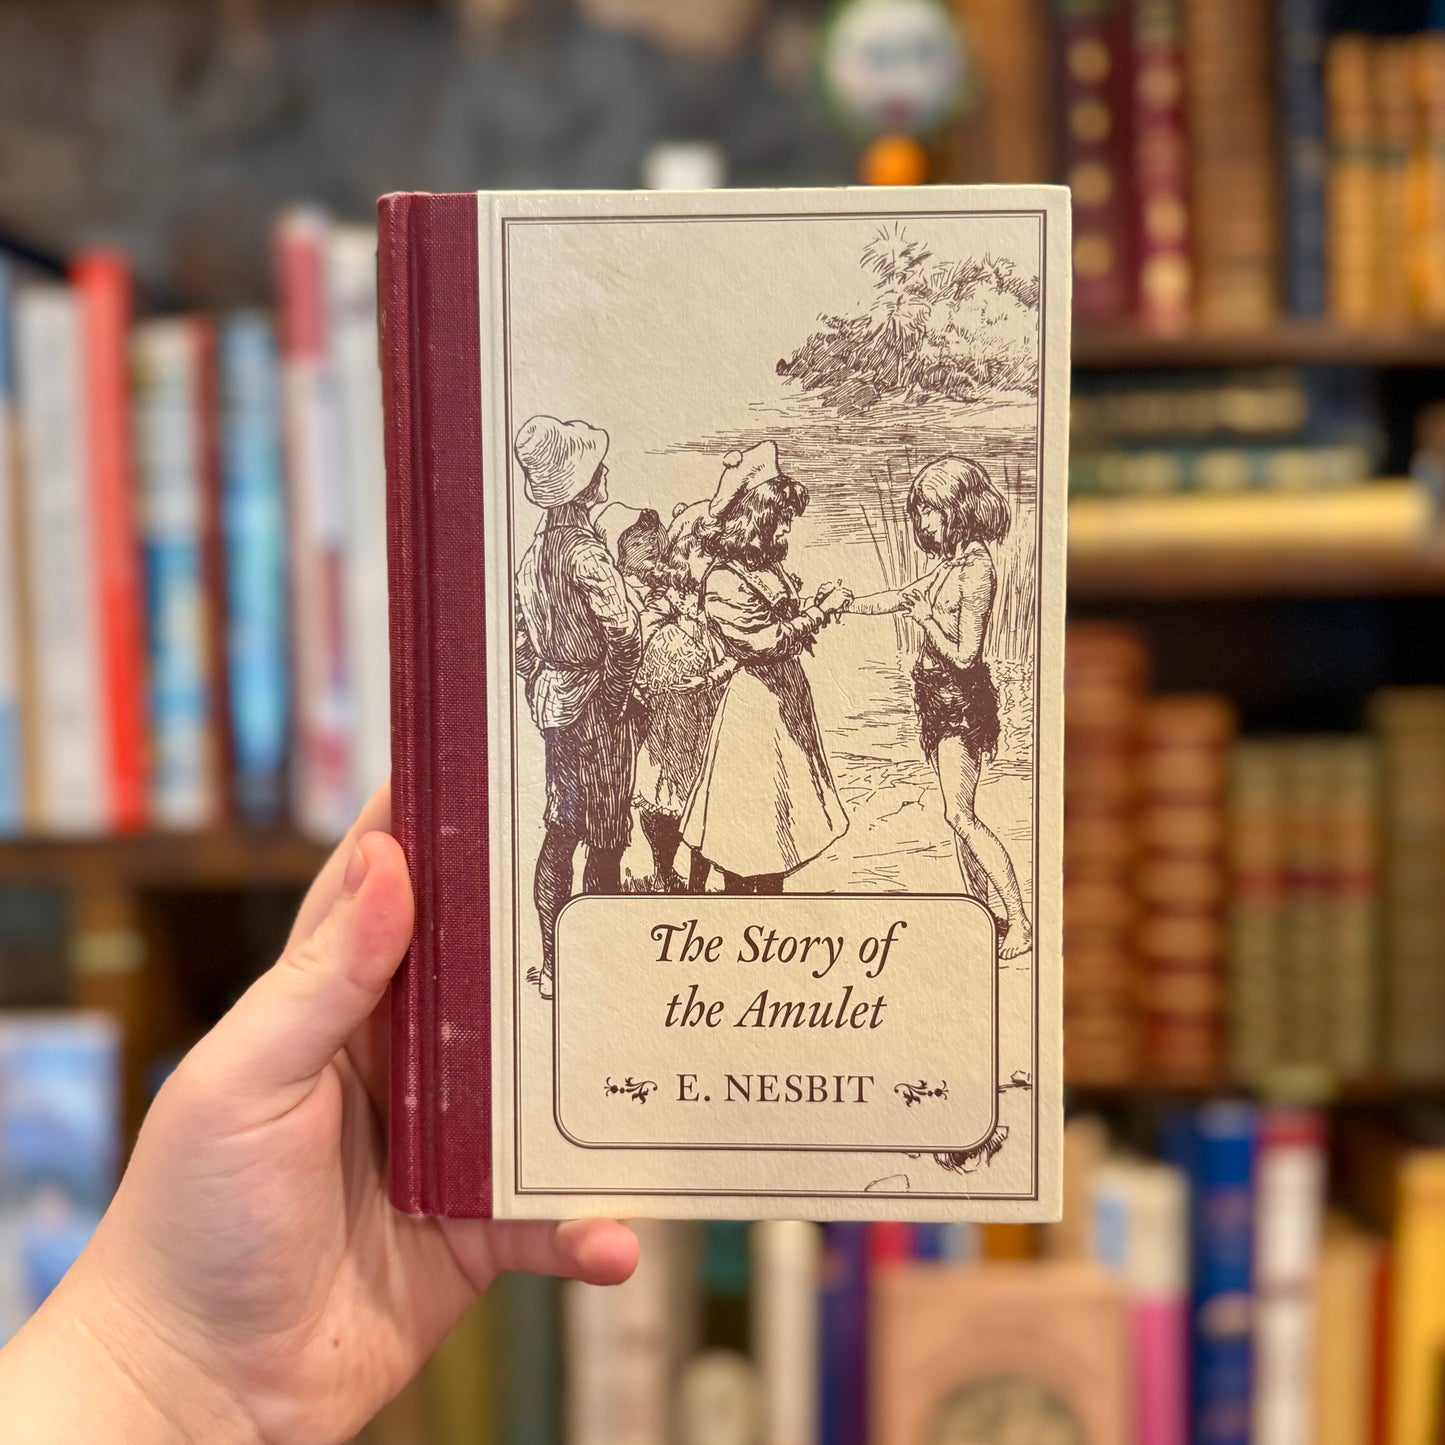 The Story of
the Amulet
E. NESBIT